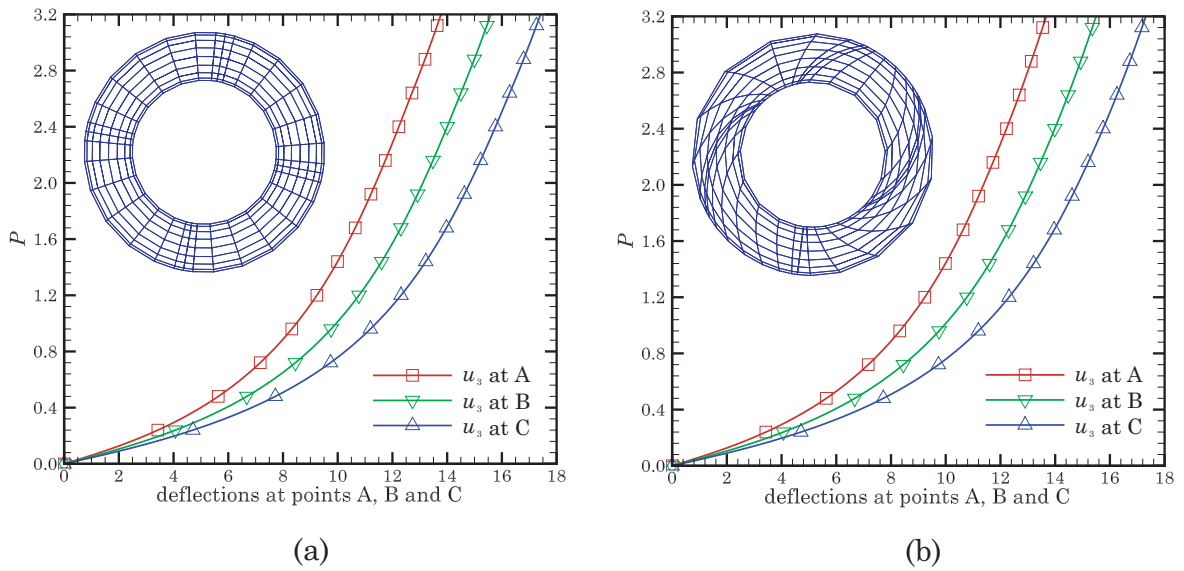 3.2
2.8
2.4
2.0
1.6
1.2
0.8
0.4
0.0
P
0 2 4 6 8 10 12 14 16 18
deflections at points A, B and C
u₃ at A
u₃ at B
u₃ at C
(a)
3.2
2.8
2.4
2.0
1.6
1.2
0.8
0.4
0.0
P
0 2 4 6 8 10 12 14 16 18
deflections at points A, B and C
u₃ at A
u₃ at B
u₃ at C
(b)